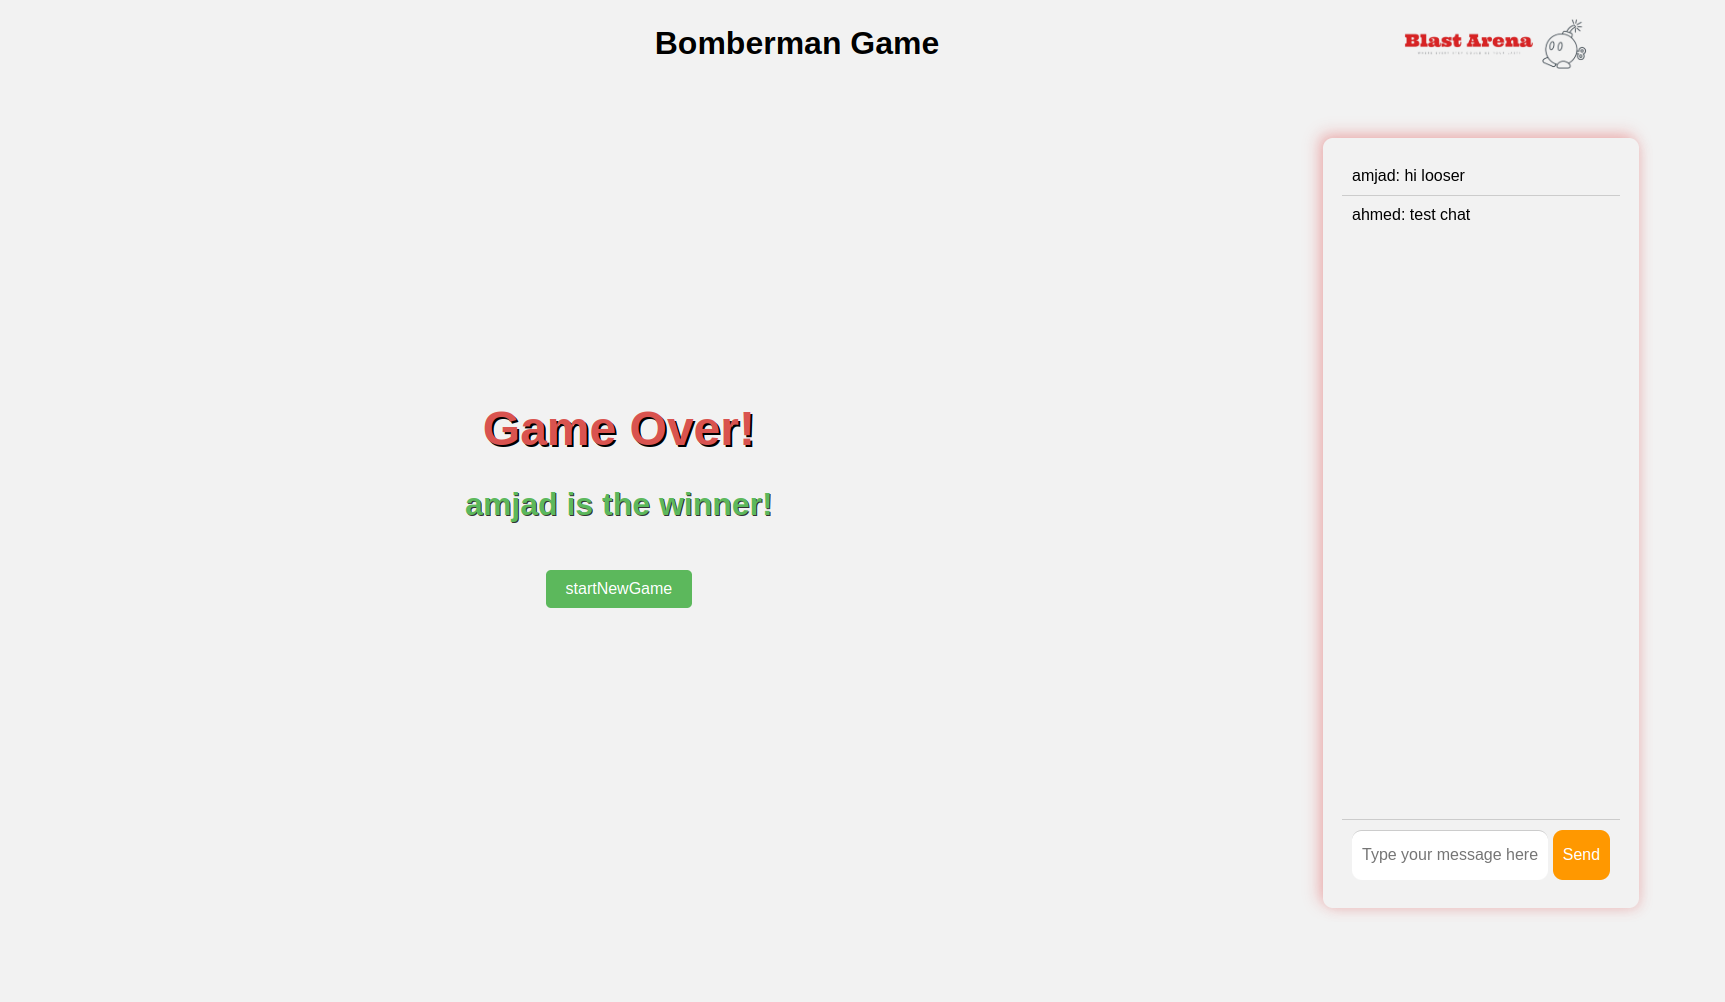 Bomberman Game
Blast Arena
amjad: hi looser
ahmed: test chat
Game Over!
amjad is the winner!
startNewGame
Type your message here
Send